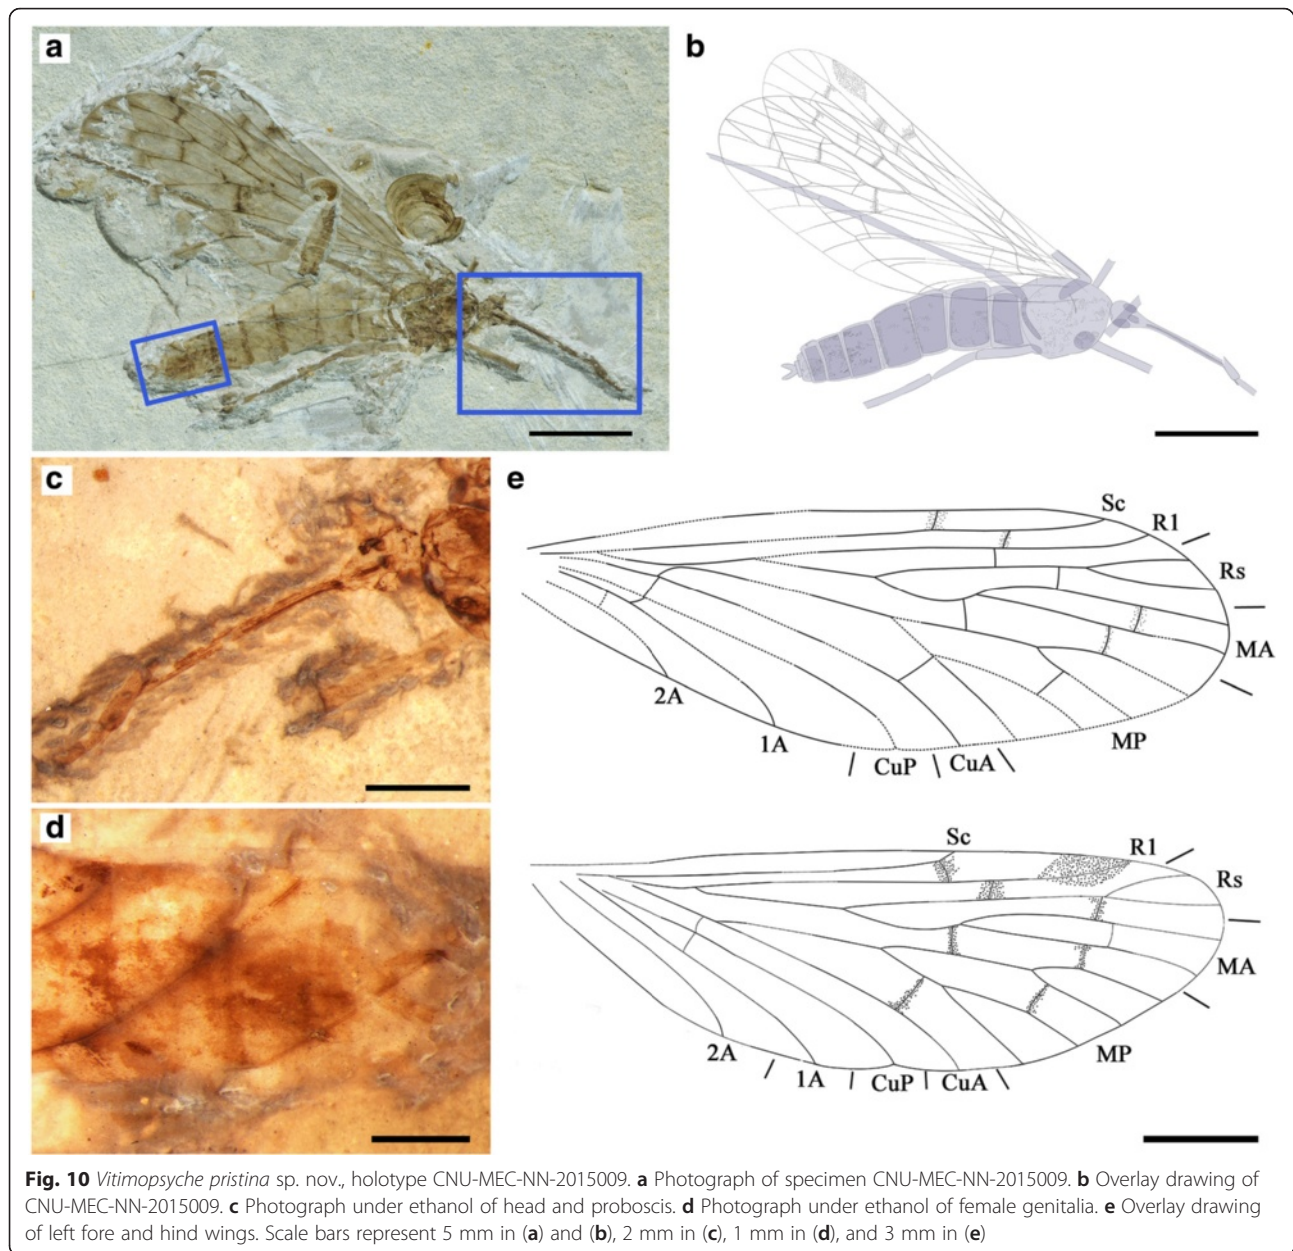 a
b
c
d
e
Sc
R1
Rs
MA
MP
CuA
CuP
1A
2A
Sc
R1
Rs
MA
MP
CuA
CuP
1A
2A
Fig. 10 Vitimopsyche pristina sp. nov., holotype CNU-MEC-NN-2015009. a Photograph of specimen CNU-MEC-NN-2015009. b Overlay drawing of
CNU-MEC-NN-2015009. c Photograph under ethanol of head and proboscis. d Photograph under ethanol of female genitalia. e Overlay drawing
of left fore and hind wings. Scale bars represent 5 mm in (a) and (b), 2 mm in (c), 1 mm in (d), and 3 mm in (e)